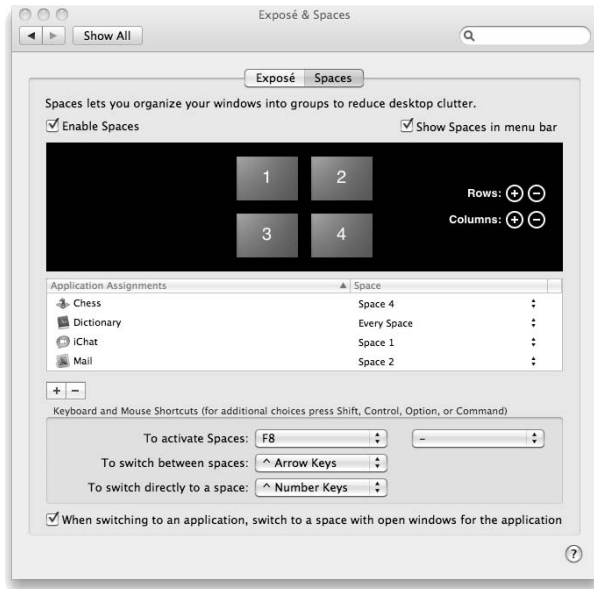 Exposé & Spaces
Show All
Exposé Spaces
Spaces lets you organize your windows into groups to reduce desktop clutter.
Enable Spaces Show Spaces in menu bar
1 2
Rows:
Columns:
3 4
Application Assignments Space
Chess Space 4
Dictionary Every Space
iChat Space 1
Mail Space 2
+ −
Keyboard and Mouse Shortcuts (for additional choices press Shift, Control, Option, or Command)
To activate Spaces: F8 –
To switch between spaces: ^ Arrow Keys
To switch directly to a space: ^ Number Keys
When switching to an application, switch to a space with open windows for the application
?